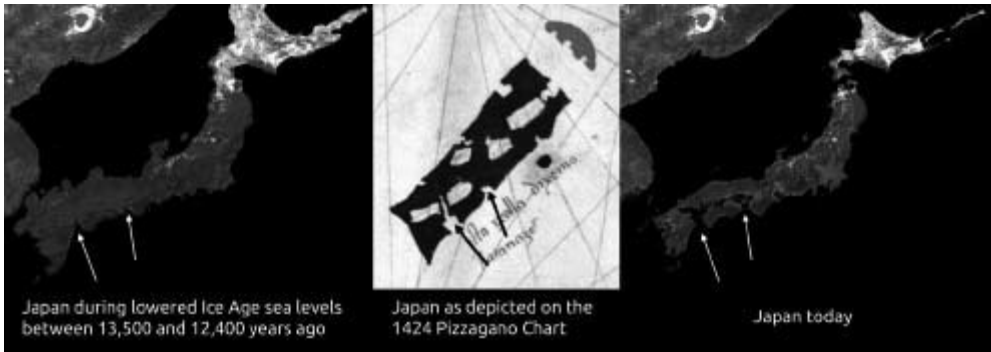 Japan during lowered Ice Age sea levels
between 13,500 and 12,400 years ago
Japan as depicted on the
1424 Pizzagano Chart
Japan today